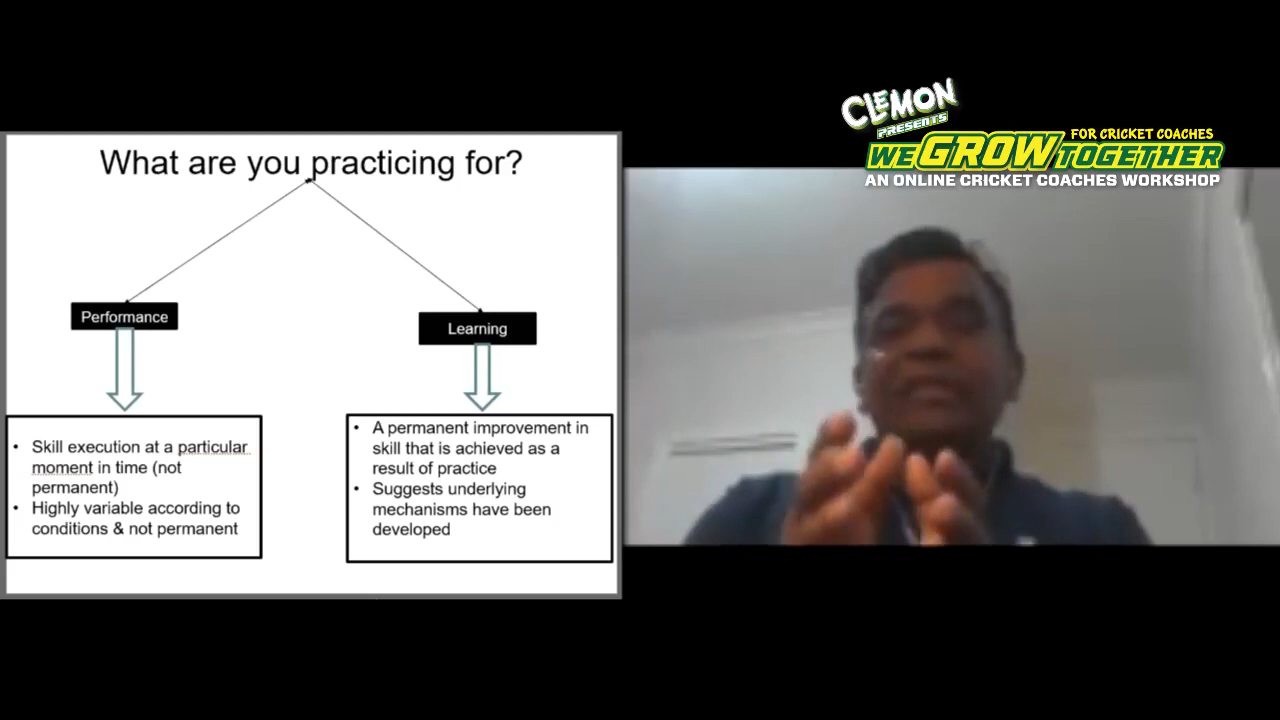 CLEMON
PRESENTS
FOR CRICKET COACHES
WE GROW TOGETHER
AN ONLINE CRICKET COACHES WORKSHOP
What are you practicing for?
Performance
Learning
• Skill execution at a particular
moment in time (not
permanent)
• Highly variable according to
conditions & not permanent
• A permanent improvement in
skill that is achieved as a
result of practice
• Suggests underlying
mechanisms have been
developed